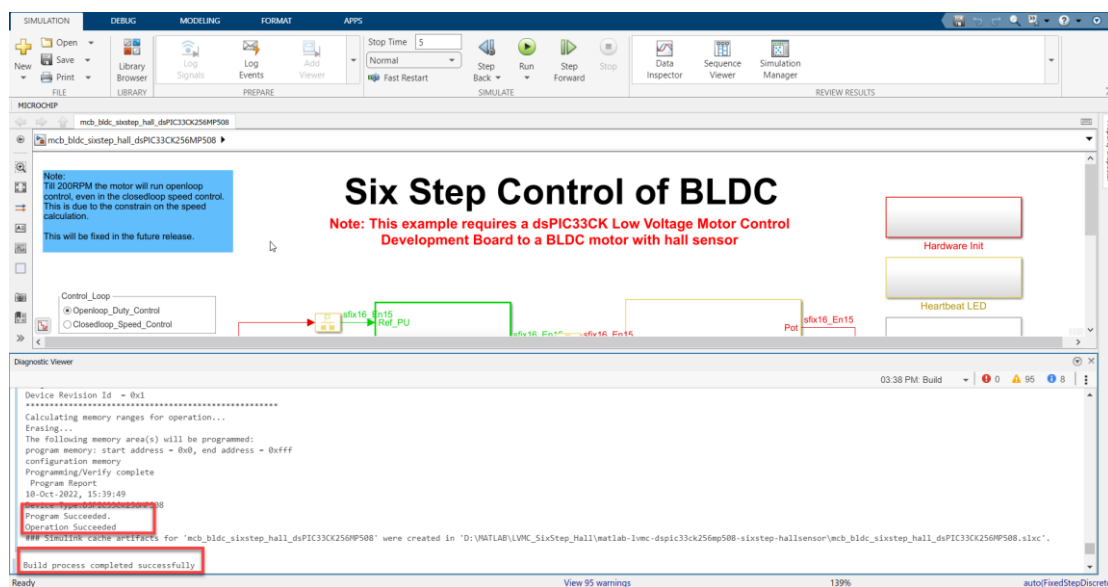 SIMULATION DEBUG MODELING FORMAT APPS
New
Open
Save
Print
FILE
Library
Browser
LIBRARY
Log
Signals
Log
Events
Add
Viewer
PREPARE
Stop Time 5
Normal
Fast Restart
Step
Back
Run
Step
Forward
Stop
SIMULATE
Data
Inspector
Sequence
Viewer
Simulation
Manager
REVIEW RESULTS
MICROCHIP
mcb_bldc_sixstep_hall_dsPIC33CK256MP508
mcb_bldc_sixstep_hall_dsPIC33CK256MP508
Note:
Till 200RPM the motor will run openloop
control, even in the closedloop speed control.
This is due to the constrain on the speed
calculation.
This will be fixed in the future release.
Six Step Control of BLDC
Note: This example requires a dsPIC33CK Low Voltage Motor Control
Development Board to a BLDC motor with hall sensor
Hardware Init
Heartbeat LED
Control_Loop
Openloop_Duty_Control
Closedloop_Speed_Control
sfix16_En15
Ref_PU
sfix16_En15
Pot
sfix16_En15
Diagnostic Viewer
03:38 PM: Build 0 95 8
Device Revision Id = 0x1
Calculating memory ranges for operation...
Erasing...
The following memory area(s) will be programmed:
program memory: start address = 0x0, end address = 0xfff
configuration memory
Programming/Verify complete
Program Report
10-Oct-2022, 15:39:49
Program Succeeded.
Operation Succeeded
### Simulink cache artifacts for 'mcb_bldc_sixstep_hall_dsPIC33CK256MP508' were created in 'D:\MATLAB\LVMC_SixStep_Hall\matlab-lvmc-dspic33ck256mp508-sixstep-hallsensor\mcb_bldc_sixstep_hall_dsPIC33CK256MP508.slxc'.
Build process completed successfully
Ready View 95 warnings 139% auto(FixedStepDiscrete